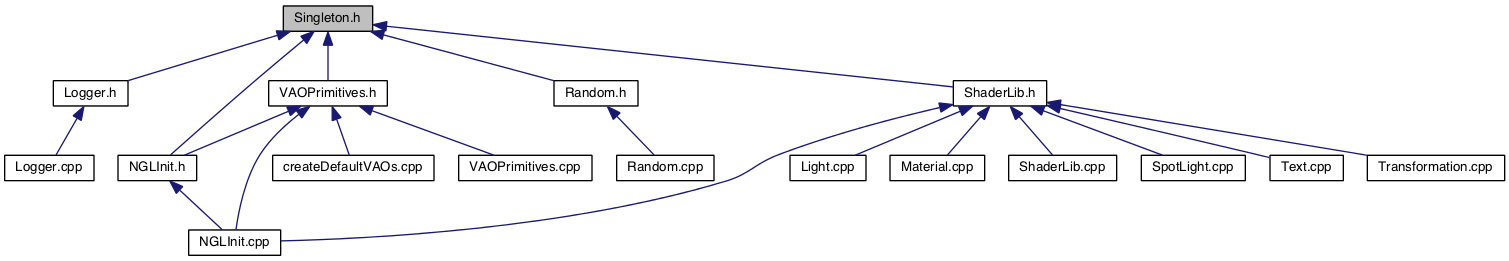 Singleton.h
Logger.h
VAOPrimitives.h
Random.h
ShaderLib.h
Logger.cpp
NGLInit.h
createDefaultVAOs.cpp
VAOPrimitives.cpp
Random.cpp
Light.cpp
Material.cpp
ShaderLib.cpp
SpotLight.cpp
Text.cpp
Transformation.cpp
NGLInit.cpp